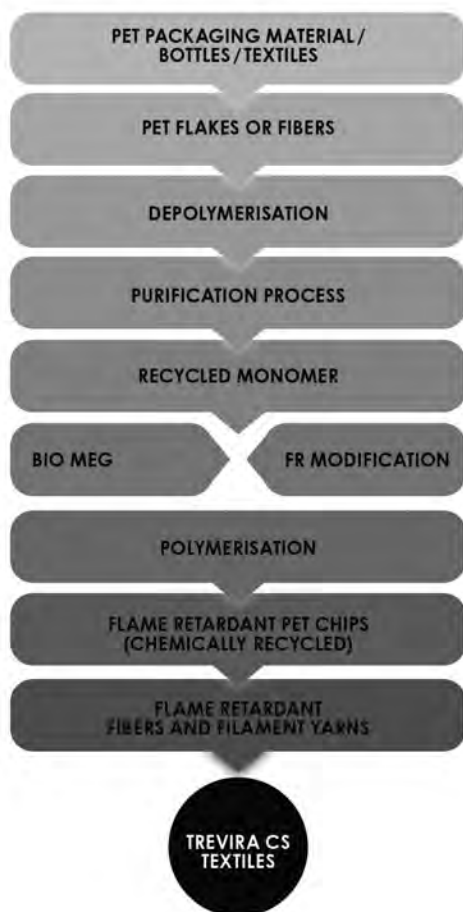 PET PACKAGING MATERIAL /
BOTTLES / TEXTILES
PET FLAKES OR FIBERS
DEPOLYMERISATION
PURIFICATION PROCESS
RECYCLED MONOMER
BIO MEG
FR MODIFICATION
POLYMERISATION
FLAME RETARDANT PET CHIPS
(CHEMICALLY RECYCLED)
FLAME RETARDANT
FIBERS AND FILAMENT YARNS
TREVIRA CS
TEXTILES